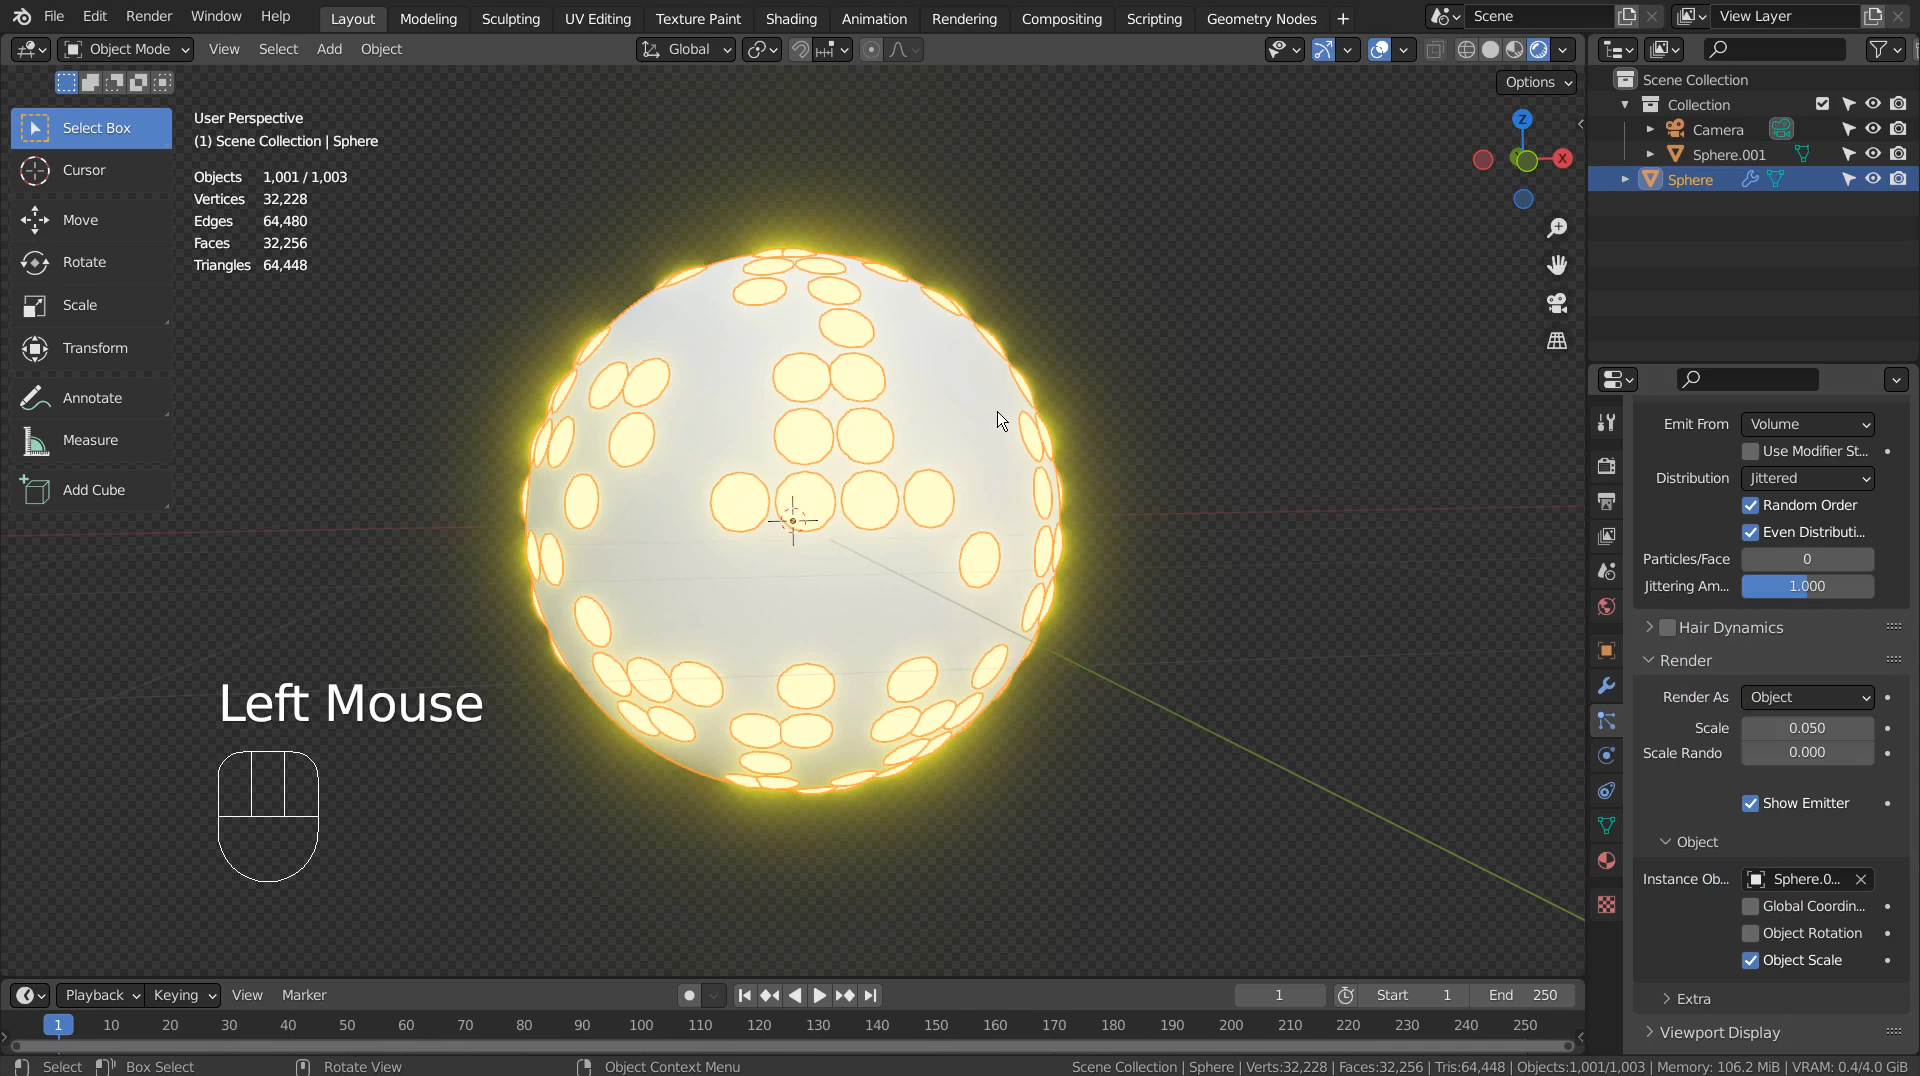 File Edit Render Window Help Layout Modeling Sculpting UV Editing Texture Paint Shading Animation Rendering Compositing Scripting Geometry Nodes + Scene View Layer
Object Mode View Select Add Object Global
Options
Select Box
Cursor
Move
Rotate
Scale
Transform
Annotate
Measure
Add Cube
User Perspective
(1) Scene Collection | Sphere
Objects 1,001 / 1,003
Vertices 32,228
Edges 64,480
Faces 32,256
Triangles 64,448
Z
X
Left Mouse
Scene Collection
Collection
Camera
Sphere.001
Sphere
Emit From Volume
Use Modifier St...
Distribution Jittered
Random Order
Even Distributi...
Particles/Face 0
Jittering Am... 1.000
Hair Dynamics
Render
Render As Object
Scale 0.050
Scale Rando 0.000
Show Emitter
Object
Instance Ob... Sphere.0...
Global Coordin...
Object Rotation
Object Scale
Extra
Viewport Display
Playback Keying View Marker 1 Start 1 End 250
1 10 20 30 40 50 60 70 80 90 100 110 120 130 140 150 160 170 180 190 200 210 220 230 240 250
Select Box Select Rotate View Object Context Menu Scene Collection | Sphere | Verts:32,228 | Faces:32,256 | Tris:64,448 | Objects:1,001/1,003 | Memory: 106.2 MiB | VRAM: 0.4/4.0 GiB